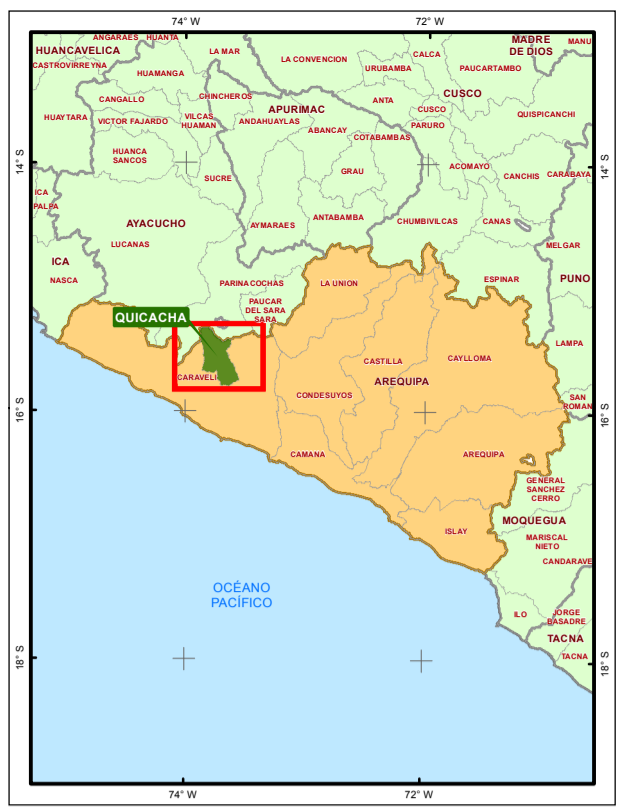 74° W
72° W
ANGARAES
HUANTA
HUANCAVELICA
CASTROVIRREYNA
LA MAR
LA CONVENCION
CALCA
MADRE
DE DIOS
MANU
HUAMANGA
URUBAMBA
PAUCARTAMBO
CUSCO
CANGALLO
CHINCHEROS
ANTA
HUAYTARA
VICTOR FAJARDO
VILCAS
HUAMAN
APURIMAC
ANDAHUAYLAS
ABANCAY
COTABAMBAS
CUSCO
PARURO
QUISPICANCHI
14° S
HUANCA
SANCOS
SUCRE
GRAU
ACOMAYO
CANCHIS
CARABAYA
14° S
ICA
PALPA
AYACUCHO
LUCANAS
AYMARAES
ANTABAMBA
CHUMBIVILCAS
CANAS
MELGAR
ICA
NASCA
PARINACOCHAS
LA UNION
ESPINAR
PUNO
PAUCAR
DEL SARA
SARA
QUICACHA
LAMPA
CARAVELI
CASTILLA
CAYLLOMA
AREQUIPA
CONDESUYOS
SAN
ROMAN
16° S
16° S
CAMANA
AREQUIPA
GENERAL
SANCHEZ
CERRO
MOQUEGUA
ISLAY
MARISCAL
NIETO
CANDARAVE
OCÉANO
PACÍFICO
ILO
JORGE
BASADRE
TACNA
TACNA
18° S
18° S
74° W
72° W